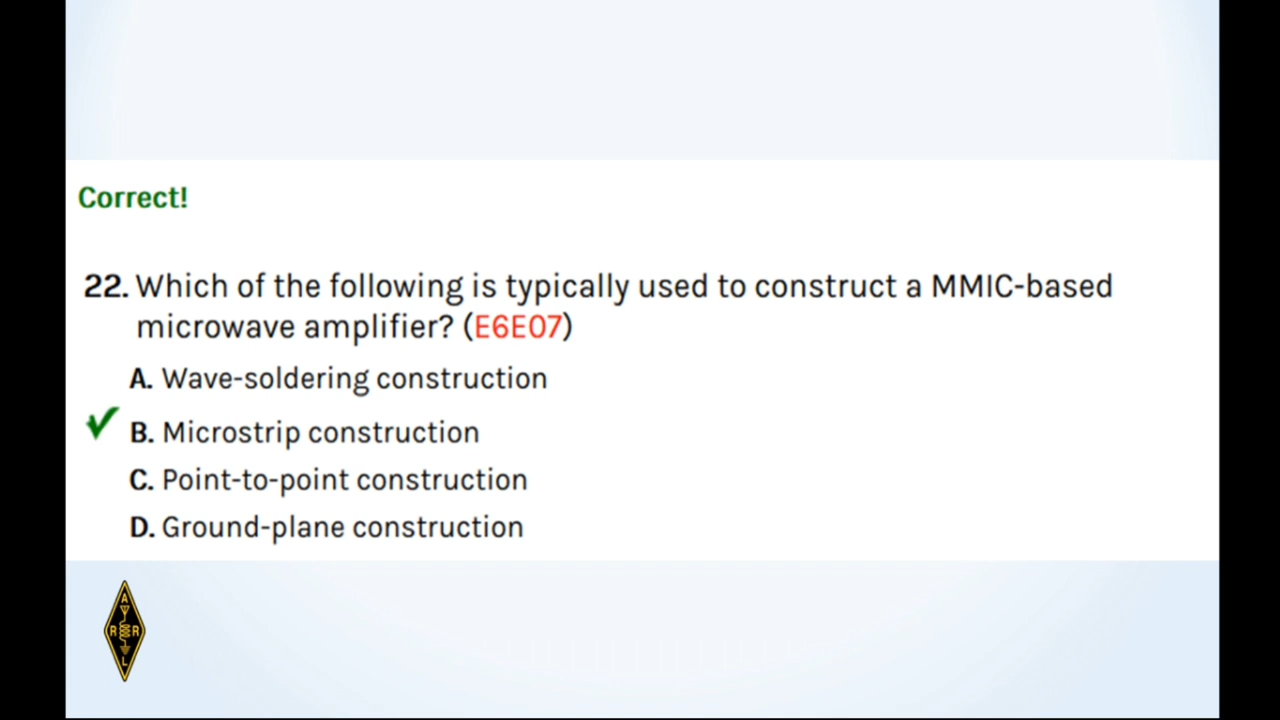 Correct!
22. Which of the following is typically used to construct a MMIC-based
microwave amplifier? (E6E07)
A. Wave-soldering construction
B. Microstrip construction
C. Point-to-point construction
D. Ground-plane construction
A
R R
L